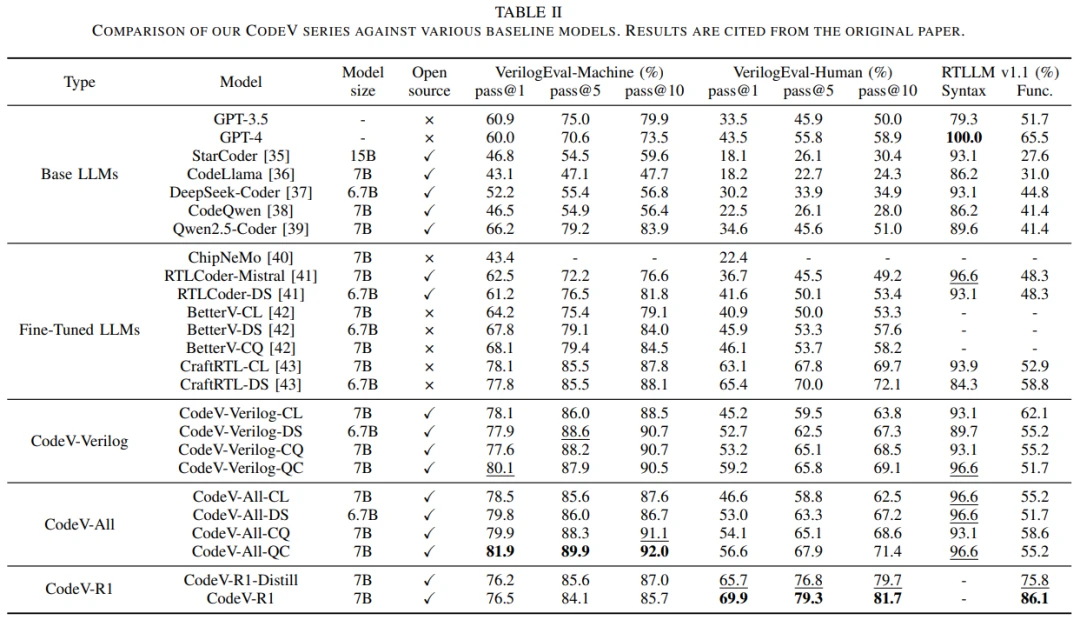 TABLE II
COMPARISON OF OUR CODEV SERIES AGAINST VARIOUS BASELINE MODELS. RESULTS ARE CITED FROM THE ORIGINAL PAPER.
Type Model Model size Open source VerilogEval-Machine (%) VerilogEval-Human (%) RTLLM v1.1 (%)
pass@1 pass@5 pass@10 pass@1 pass@5 pass@10 Syntax Func.
Base LLMs
GPT-3.5 - × 60.9 75.0 79.9 33.5 45.9 50.0 79.3 51.7
GPT-4 - × 60.0 70.6 73.5 43.5 55.8 58.9 100.0 65.5
StarCoder [35] 15B ✓ 46.8 54.5 59.6 18.1 26.1 30.4 93.1 27.6
CodeLlama [36] 7B ✓ 43.1 47.1 47.7 18.2 22.7 24.3 86.2 31.0
DeepSeek-Coder [37] 6.7B ✓ 52.2 55.4 56.8 30.2 33.9 34.9 93.1 44.8
CodeQwen [38] 7B ✓ 46.5 54.9 56.4 22.5 26.1 28.0 86.2 41.4
Qwen2.5-Coder [39] 7B ✓ 66.2 79.2 83.9 34.6 45.6 51.0 89.6 41.4
Fine-Tuned LLMs
ChipNeMo [40] 7B × 43.4 - - 22.4 - - - -
RTLCoder-Mistral [41] 7B ✓ 62.5 72.2 76.6 36.7 45.5 49.2 96.6 48.3
RTLCoder-DS [41] 6.7B ✓ 61.2 76.5 81.8 41.6 50.1 53.4 93.1 48.3
BetterV-CL [42] 7B × 64.2 75.4 79.1 40.9 50.0 53.3 - -
BetterV-DS [42] 6.7B × 67.8 79.1 84.0 45.9 53.3 57.6 - -
BetterV-CQ [42] 7B × 68.1 79.4 84.5 46.1 53.7 58.2 - -
CraftRTL-CL [43] 7B × 78.1 85.5 87.8 63.1 67.8 69.7 93.9 52.9
CraftRTL-DS [43] 6.7B × 77.8 85.5 88.1 65.4 70.0 72.1 84.3 58.8
CodeV-Verilog
CodeV-Verilog-CL 7B ✓ 78.1 86.0 88.5 45.2 59.5 63.8 93.1 62.1
CodeV-Verilog-DS 6.7B ✓ 77.9 88.6 90.7 52.7 62.5 67.3 89.7 55.2
CodeV-Verilog-CQ 7B ✓ 77.6 88.2 90.7 53.2 65.1 68.5 93.1 55.2
CodeV-Verilog-QC 7B ✓ 80.1 87.9 90.5 59.2 65.8 69.1 96.6 51.7
CodeV-All
CodeV-All-CL 7B ✓ 78.5 85.6 87.6 46.6 58.8 62.5 96.6 55.2
CodeV-All-DS 6.7B ✓ 79.8 86.0 86.7 53.0 63.3 67.2 96.6 51.7
CodeV-All-CQ 7B ✓ 79.9 88.3 91.1 54.1 65.1 68.6 93.1 58.6
CodeV-All-QC 7B ✓ 81.9 89.9 92.0 56.6 67.9 71.4 96.6 55.2
CodeV-R1
CodeV-R1-Distill 7B ✓ 76.2 85.6 87.0 65.7 76.8 79.7 - 75.8
CodeV-R1 7B ✓ 76.5 84.1 85.7 69.9 79.3 81.7 - 86.1